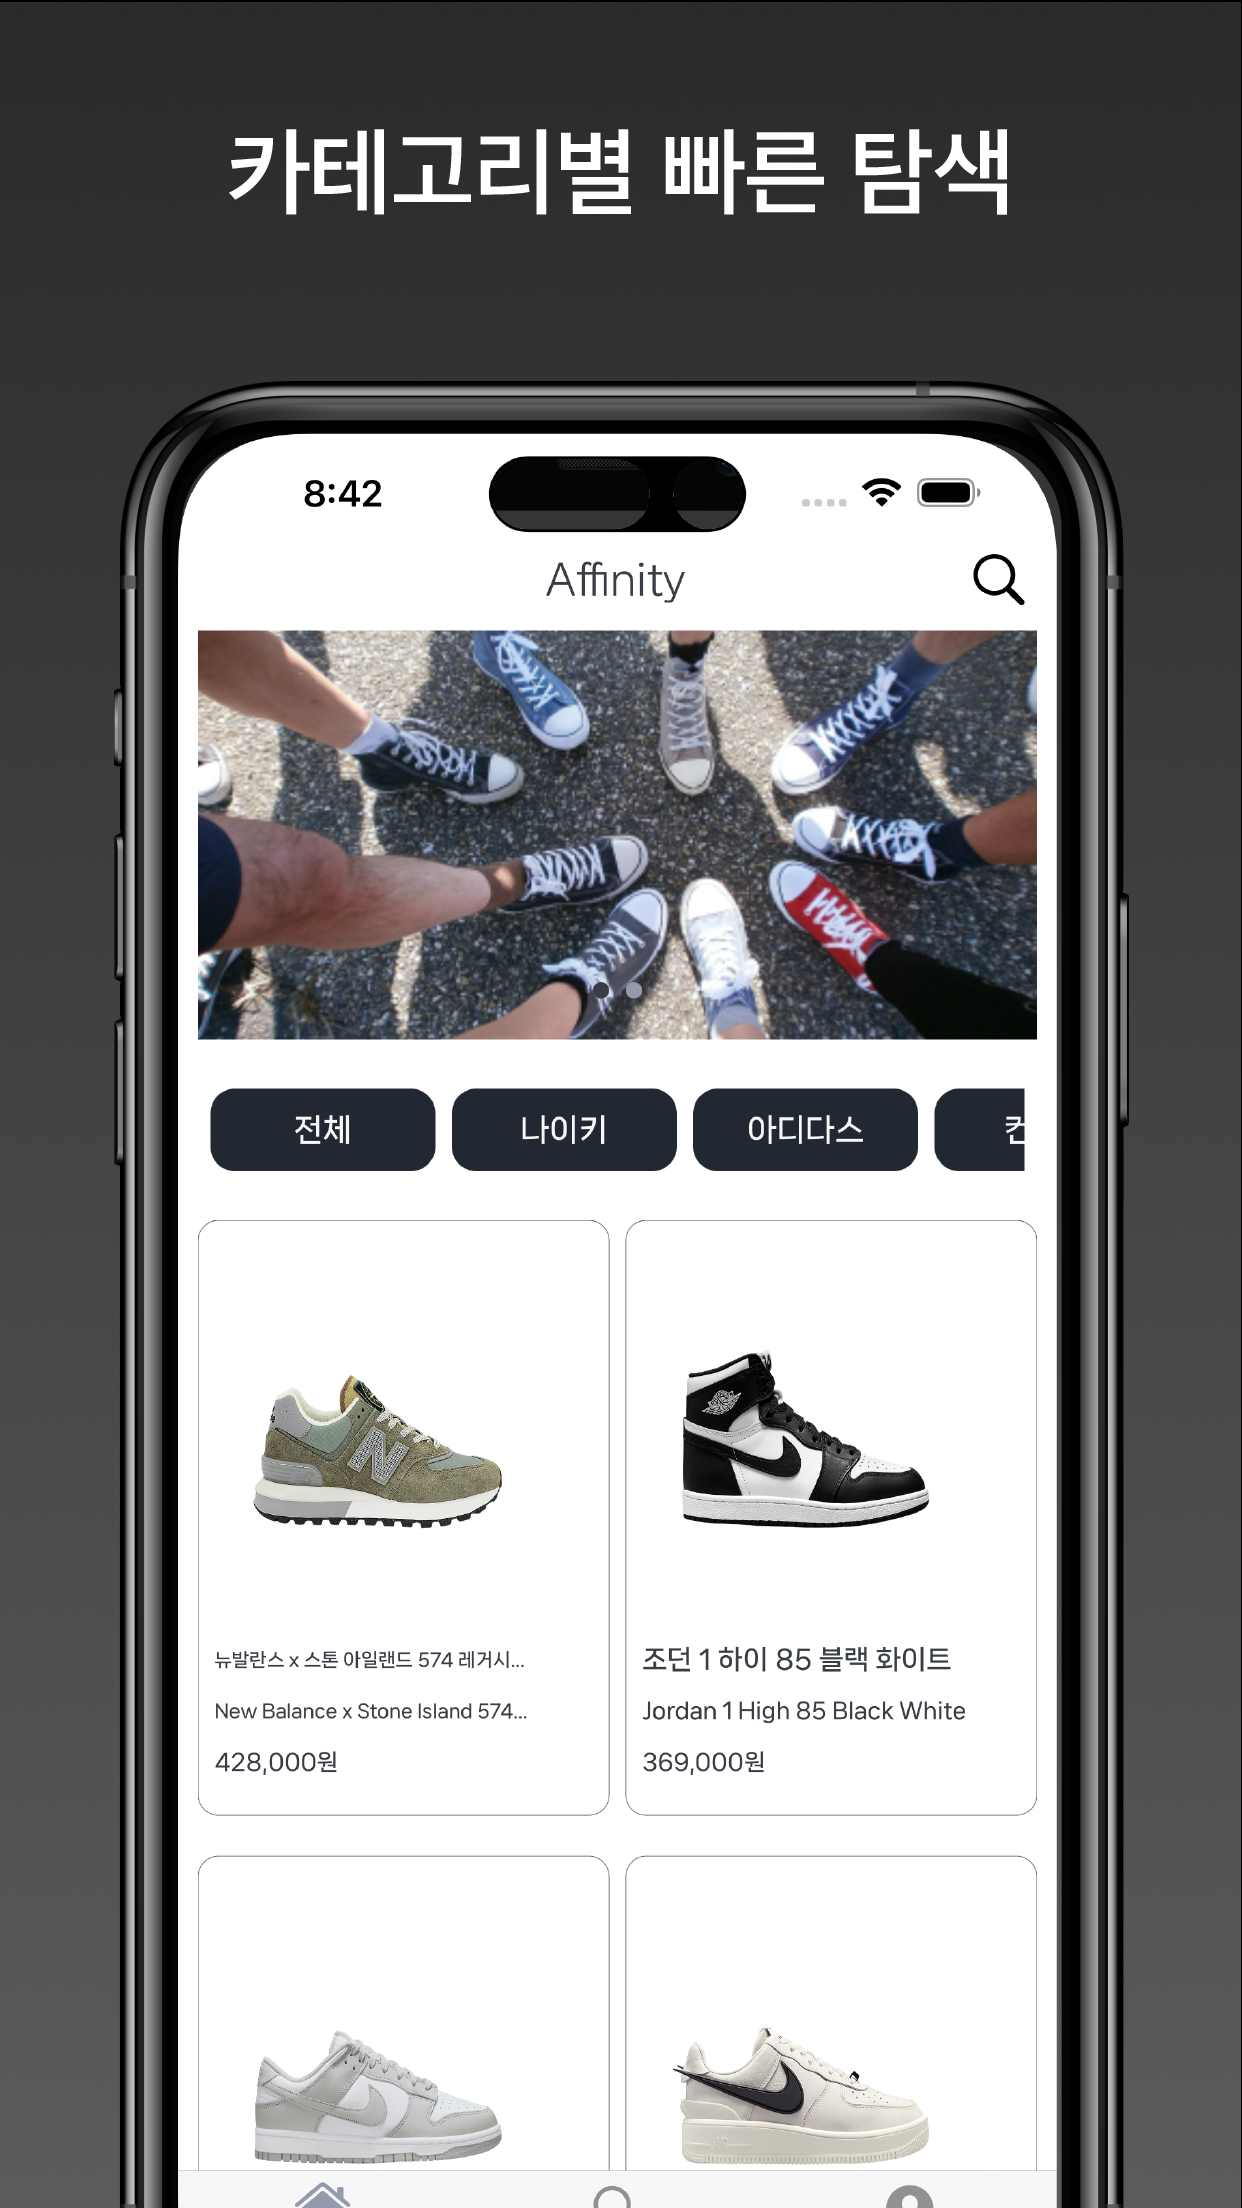 카테고리별 빠른 탐색
8:42
Affinity
전체 나이키 아디다스
뉴발란스 x 스톤 아일랜드 574 레거시...
New Balance x Stone Island 574...
428,000원
조던 1 하이 85 블랙 화이트
Jordan 1 High 85 Black White
369,000원